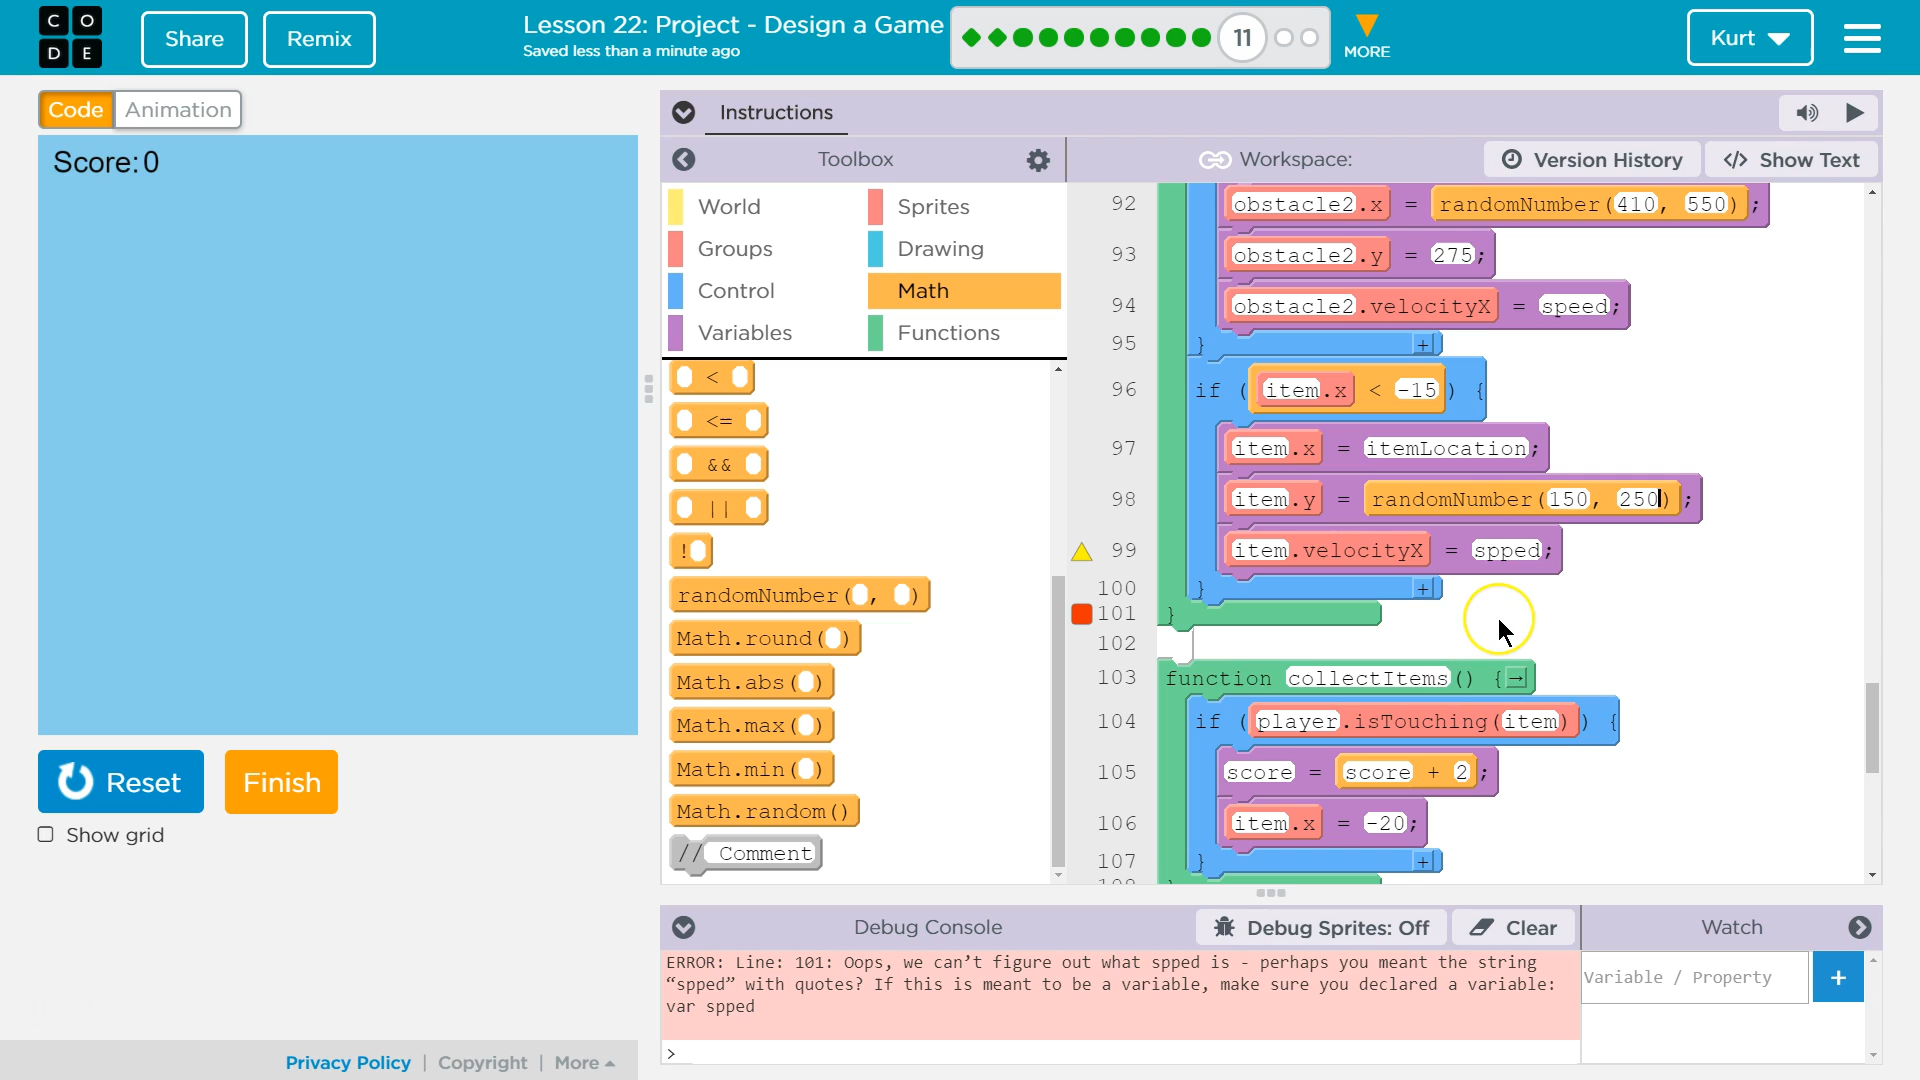 C O
D E
Share
Remix
Lesson 22: Project - Design a Game
Saved less than a minute ago
11
MORE
Kurt
Code
Animation
Score:0
Reset
Finish
Show grid
Privacy Policy | Copyright | More
Instructions
Toolbox
Workspace:
Version History
</> Show Text
World
Sprites
Groups
Drawing
Control
Math
Variables
Functions
<
<=
&&
||
!
randomNumber( , )
Math.round( )
Math.abs( )
Math.max( )
Math.min( )
Math.random()
// Comment
92 obstacle2.x = randomNumber(410, 550);
93 obstacle2.y = 275;
94 obstacle2.velocityX = speed;
95 } +
96 if (item.x < -15) {
97 item.x = itemLocation;
98 item.y = randomNumber(150, 250);
99 item.velocityX = spped;
100 } +
101 }
102
103 function collectItems() {→
104 if (player.isTouching(item)) {
105 score = score + 2;
106 item.x = -20;
107 } +
Debug Console
Debug Sprites: Off
Clear
Watch
ERROR: Line: 101: Oops, we can’t figure out what spped is - perhaps you meant the string
“spped” with quotes? If this is meant to be a variable, make sure you declared a variable:
var spped
>
Variable / Property
+